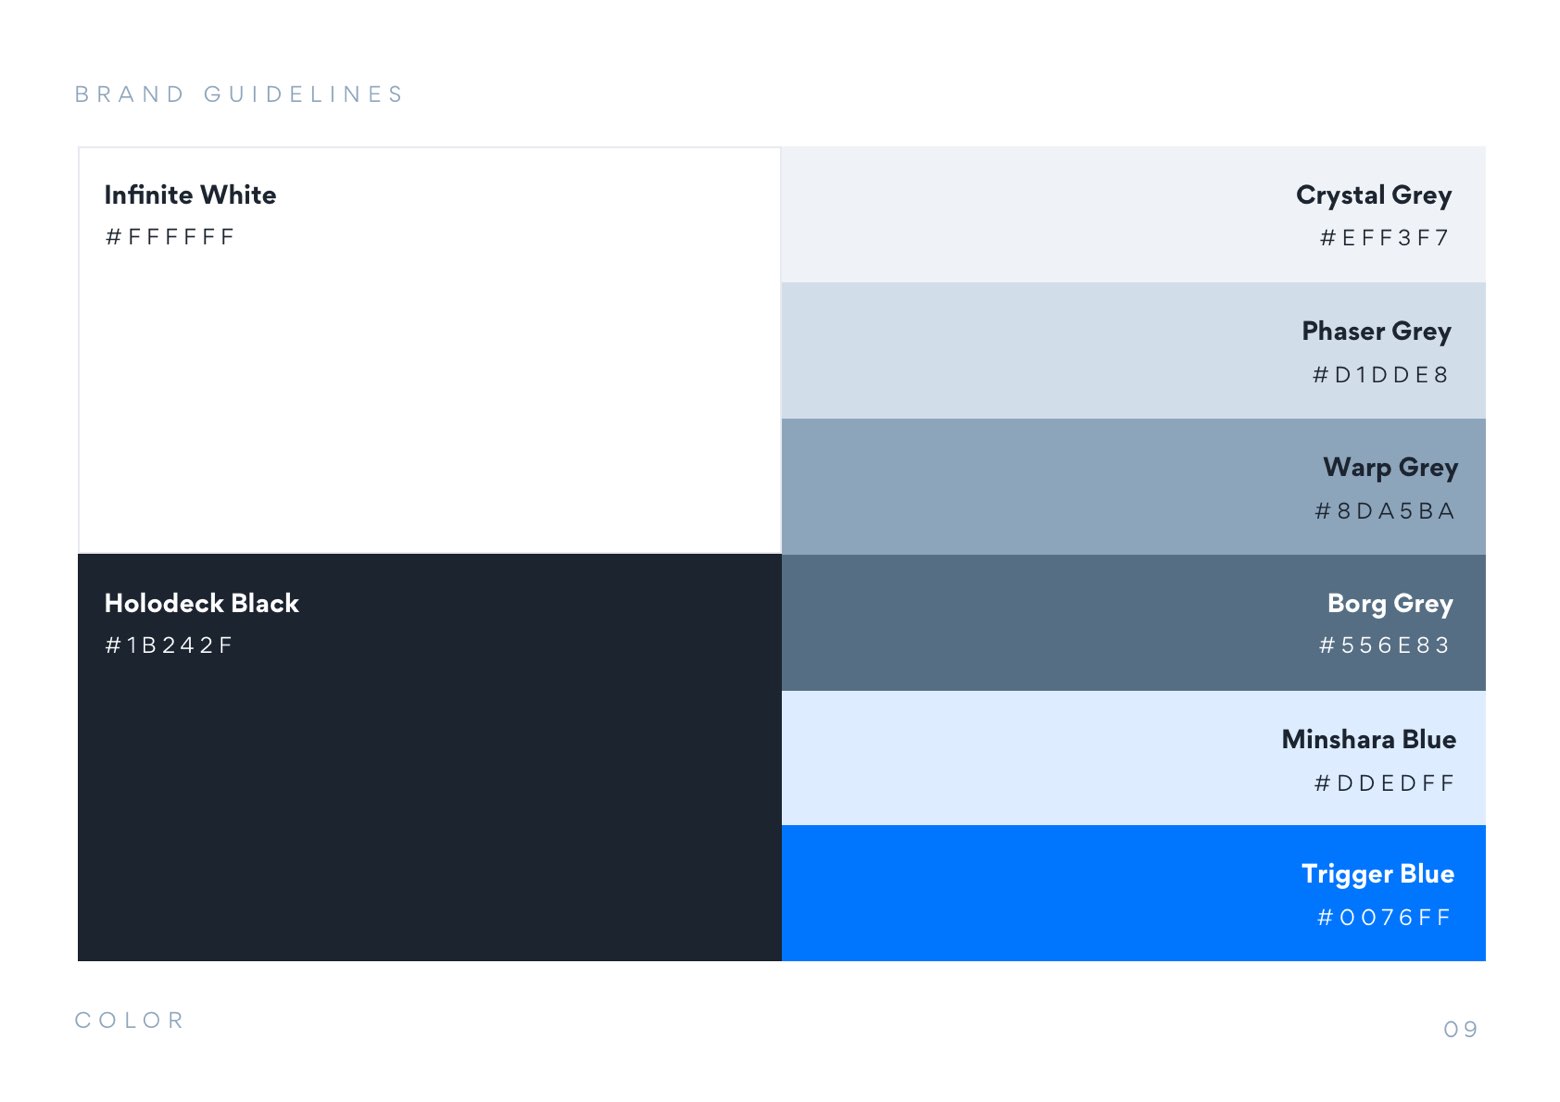 BRAND GUIDELINES
Infinite White
#FFFFFF
Holodeck Black
#1B242F
Crystal Grey
#EFF3F7
Phaser Grey
#D1DDE8
Warp Grey
#8DA5BA
Borg Grey
#556E83
Minshara Blue
#DDEDFF
Trigger Blue
#0076FF
COLOR
09